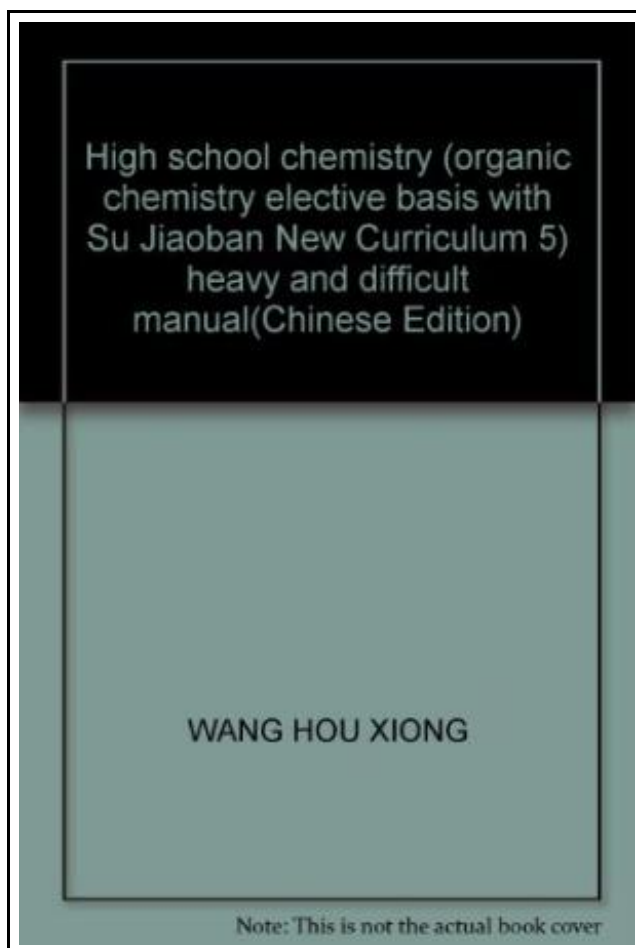 High school chemistry (organic
chemistry elective basis with
Su Jiaoban New Curriculum 5)
heavy and difficult
manual(Chinese Edition)
WANG HOU XIONG
Note: This is not the actual book cover